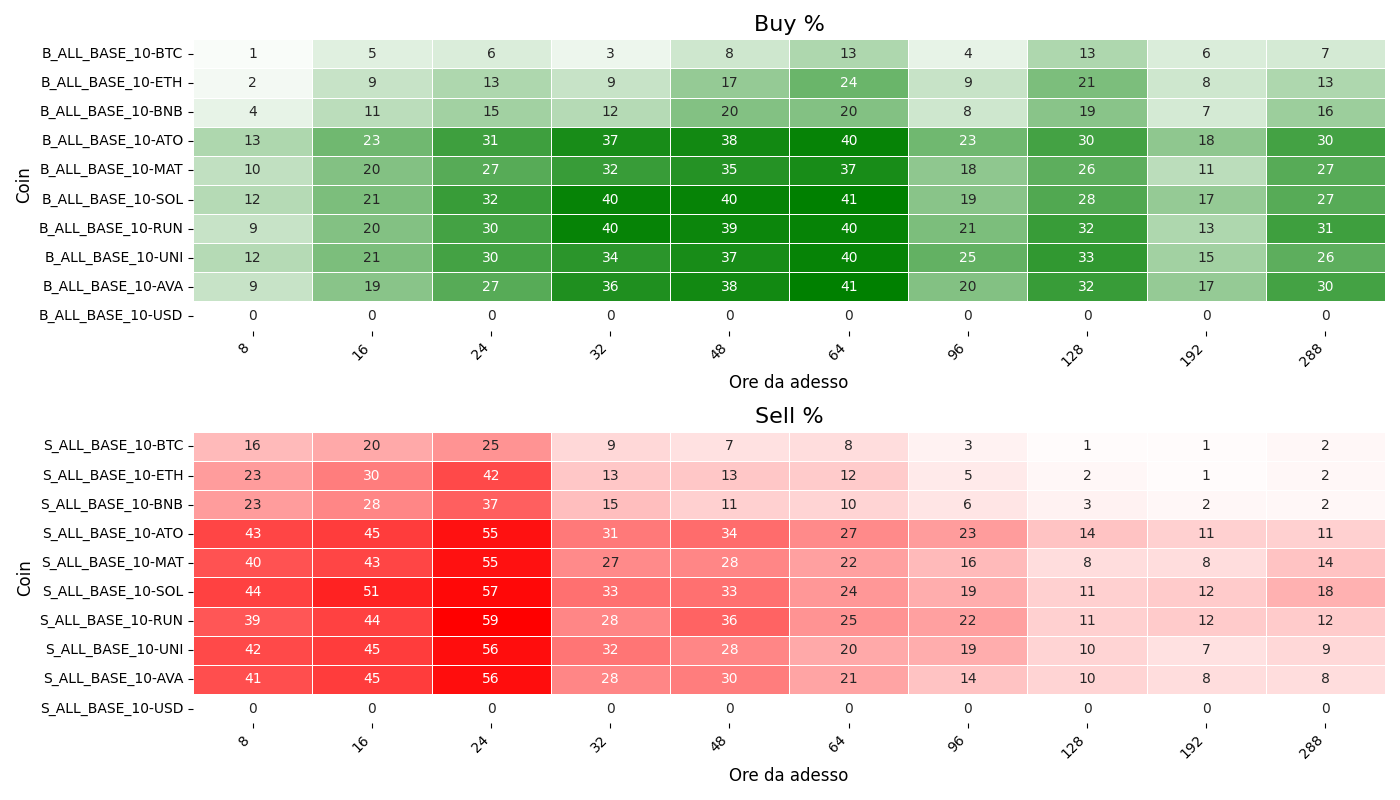 Buy %
Coin
B_ALL_BASE_10-BTC 1 5 6 3 8 13 4 13 6 7
B_ALL_BASE_10-ETH 2 9 13 9 17 24 9 21 8 13
B_ALL_BASE_10-BNB 4 11 15 12 20 20 8 19 7 16
B_ALL_BASE_10-ATO 13 23 31 37 38 40 23 30 18 30
B_ALL_BASE_10-MAT 10 20 27 32 35 37 18 26 11 27
B_ALL_BASE_10-SOL 12 21 32 40 40 41 19 28 17 27
B_ALL_BASE_10-RUN 9 20 30 40 39 40 21 32 13 31
B_ALL_BASE_10-UNI 12 21 30 34 37 40 25 33 15 26
B_ALL_BASE_10-AVA 9 19 27 36 38 41 20 32 17 30
B_ALL_BASE_10-USD 0 0 0 0 0 0 0 0 0 0
8 16 24 32 48 64 96 128 192 288
Ore da adesso
Sell %
Coin
S_ALL_BASE_10-BTC 16 20 25 9 7 8 3 1 1 2
S_ALL_BASE_10-ETH 23 30 42 13 13 12 5 2 1 2
S_ALL_BASE_10-BNB 23 28 37 15 11 10 6 3 2 2
S_ALL_BASE_10-ATO 43 45 55 31 34 27 23 14 11 11
S_ALL_BASE_10-MAT 40 43 55 27 28 22 16 8 8 14
S_ALL_BASE_10-SOL 44 51 57 33 33 24 19 11 12 18
S_ALL_BASE_10-RUN 39 44 59 28 36 25 22 11 12 12
S_ALL_BASE_10-UNI 42 45 56 32 28 20 19 10 7 9
S_ALL_BASE_10-AVA 41 45 56 28 30 21 14 10 8 8
S_ALL_BASE_10-USD 0 0 0 0 0 0 0 0 0 0
8 16 24 32 48 64 96 128 192 288
Ore da adesso